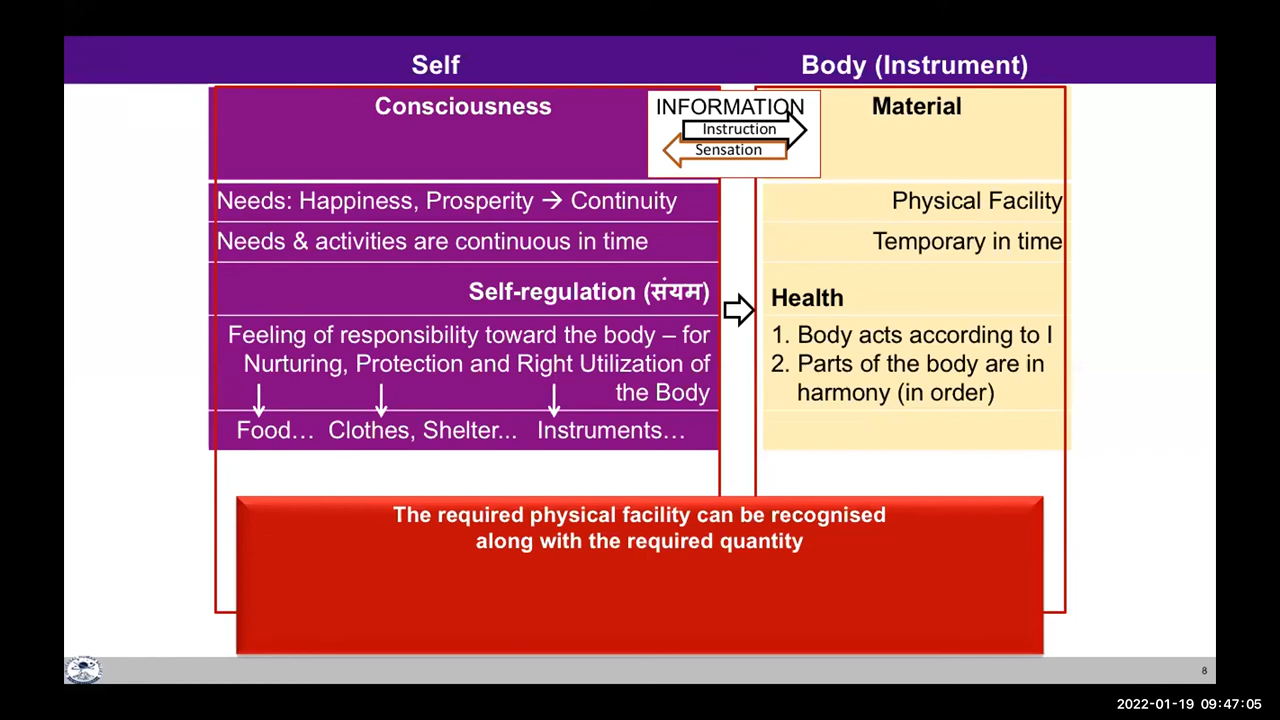 Self
Body (Instrument)
Consciousness
INFORMATION
Instruction
Sensation
Material
Needs: Happiness, Prosperity → Continuity
Physical Facility
Needs & activities are continuous in time
Temporary in time
Self-regulation (संयम)
Health
Feeling of responsibility toward the body – for
Nurturing, Protection and Right Utilization of
the Body
1. Body acts according to I
2. Parts of the body are in
harmony (in order)
Food… Clothes, Shelter... Instruments…
The required physical facility can be recognised
along with the required quantity
8
2022-01-19 09:47:05